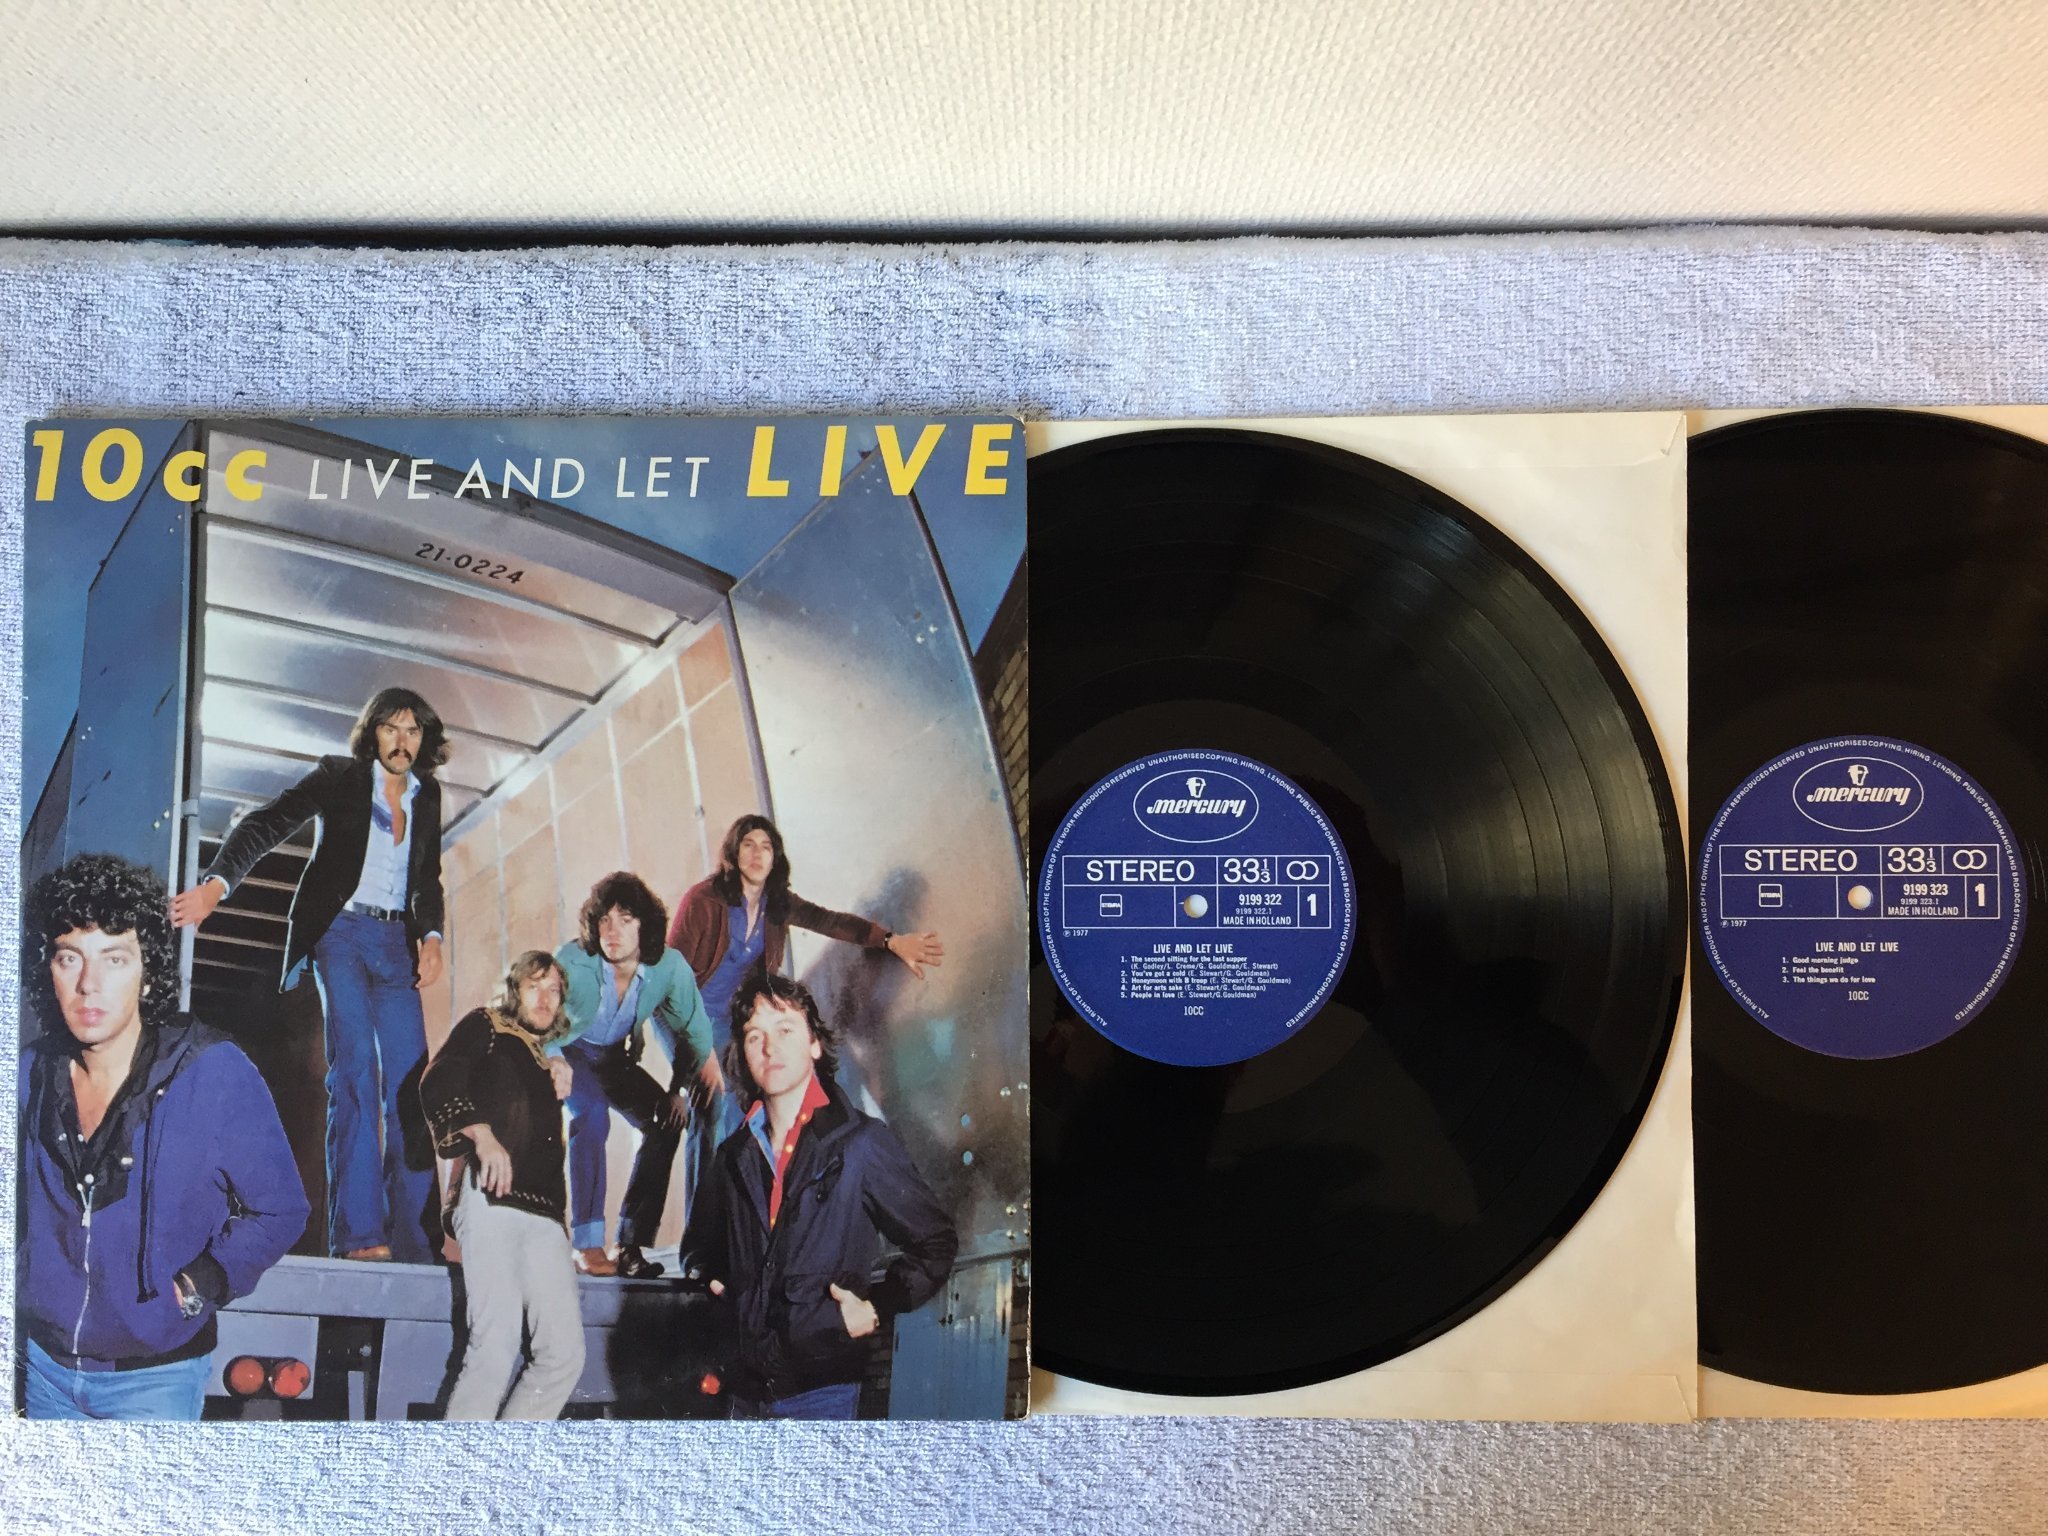 10cc LIVE AND LET LIVE
21-0224
ALL RIGHTS OF THE PRODUCER AND OF THE OWNER OF THE WORK REPRODUCED RESERVED UNAUTHORISED COPYING, HIRING, LENDING, PUBLIC PERFORMANCE AND BROADCASTING OF THIS RECORD PROHIBITED
mercury
STEREO 33 1/3
STEMRA
9199 322
9199 322.1
MADE IN HOLLAND
1
℗ 1977
LIVE AND LET LIVE
1. The second sitting for the last supper
(K. Godley/L. Creme/G. Gouldman/E. Stewart)
2. You've got a cold (E. Stewart/G. Gouldman)
3. Honeymoon with B troop (E. Stewart/G. Gouldman)
4. Art for arts sake (E. Stewart/G. Gouldman)
5. People in love (E. Stewart/G. Gouldman)
10CC
ALL RIGHTS OF THE PRODUCER AND OF THE OWNER OF THE WORK REPRODUCED RESERVED UNAUTHORISED COPYING, HIRING, LENDING, PUBLIC PERFORMANCE AND BROADCASTING OF THIS RECORD PROHIBITED
mercury
STEREO 33 1/3
STEMRA
9199 323
9199 323.1
MADE IN HOLLAND
1
℗ 1977
LIVE AND LET LIVE
1. Good morning judge
2. Feel the benefit
3. The things we do for love
10CC